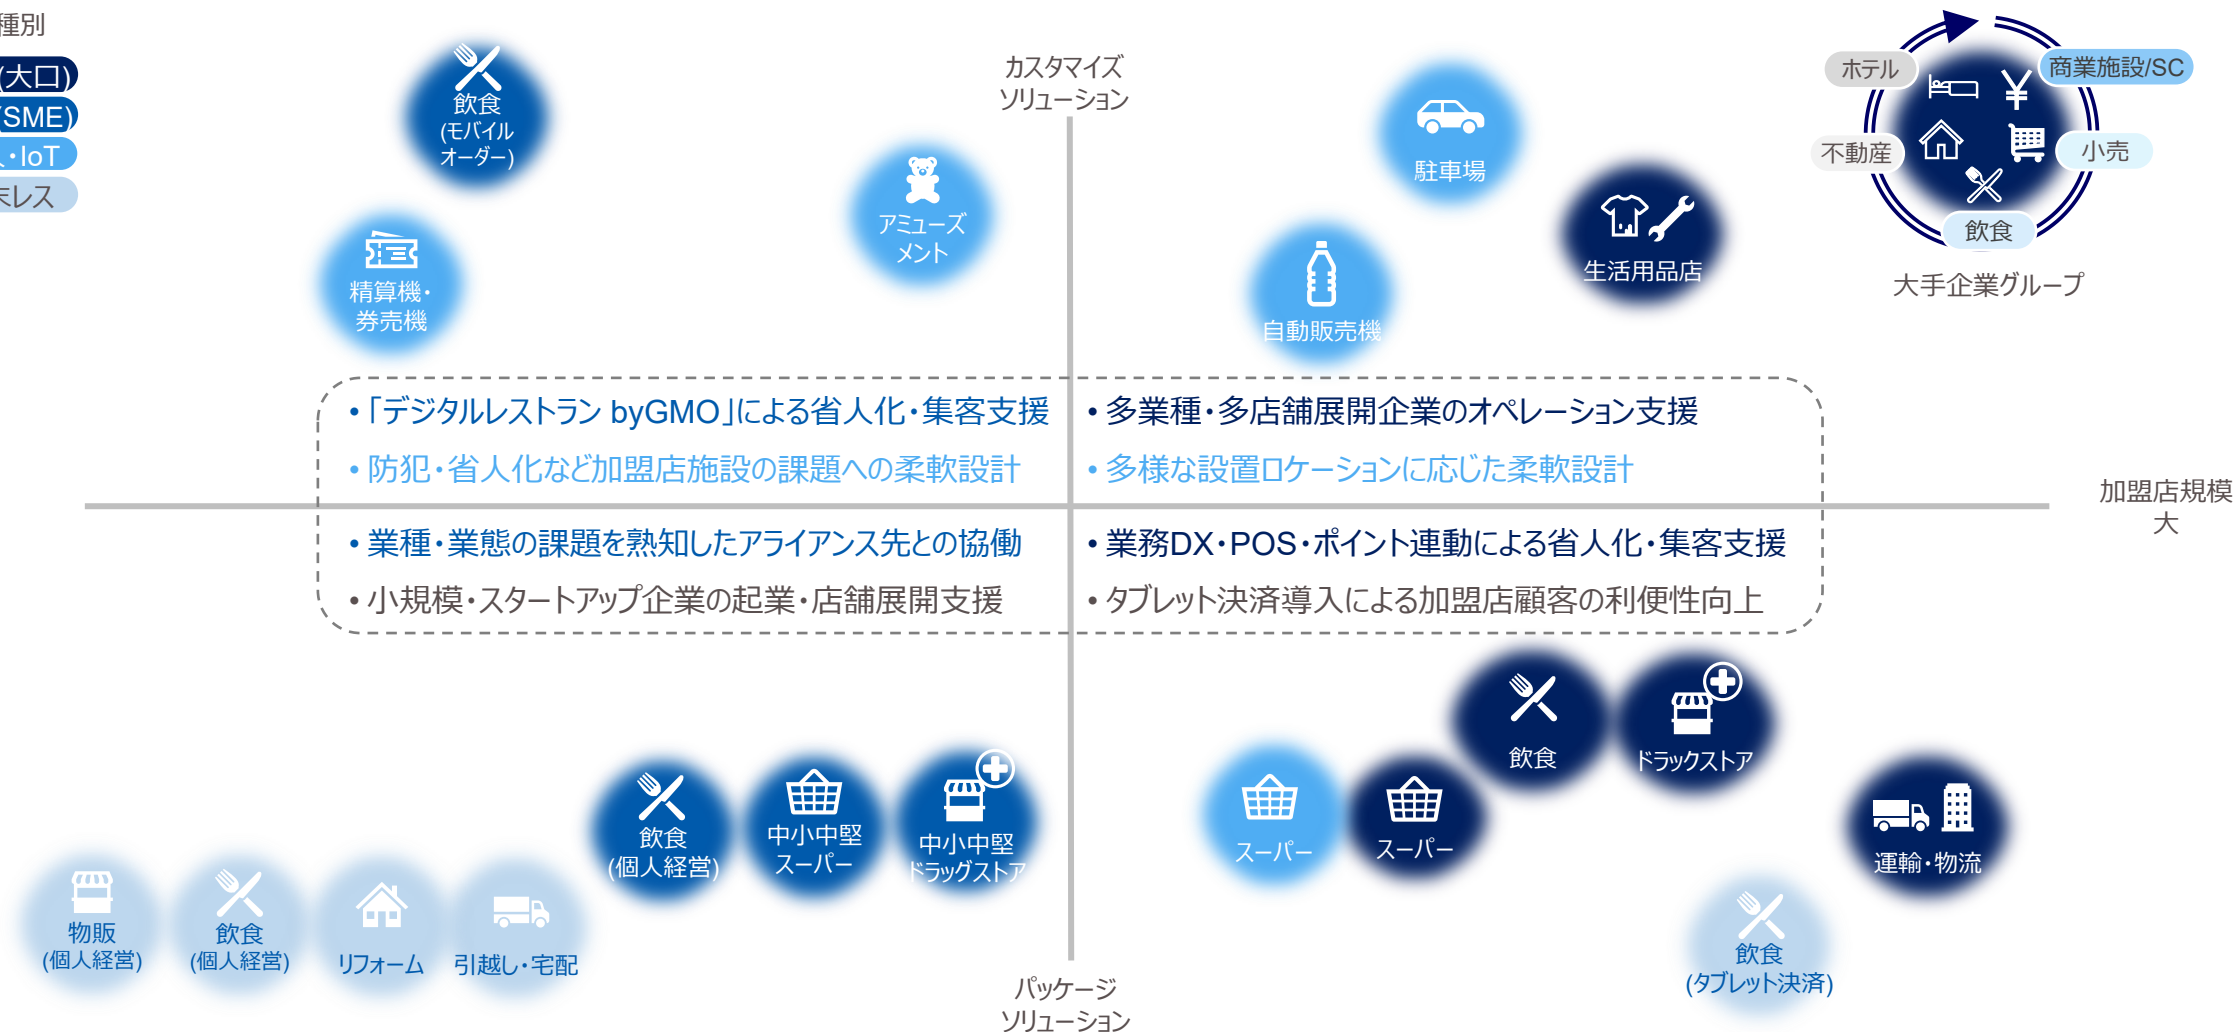 種別
(大口)
(SME)
・IoT
末レス
飲食
(モバイル
オーダー)
精算機・
券売機
アミューズ
メント
カスタマイズ
ソリューション
駐車場
自動販売機
生活用品店
ホテル
商業施設/SC
不動産
小売
飲食
大手企業グループ
• 「デジタルレストラン byGMO」による省人化・集客支援
• 防犯・省人化など加盟店施設の課題への柔軟設計
• 多業種・多店舗展開企業のオペレーション支援
• 多様な設置ロケーションに応じた柔軟設計
加盟店規模
大
• 業種・業態の課題を熟知したアライアンス先との協働
• 小規模・スタートアップ企業の起業・店舗展開支援
• 業務DX・POS・ポイント連動による省人化・集客支援
• タブレット決済導入による加盟店顧客の利便性向上
物販
(個人経営)
飲食
(個人経営)
リフォーム
引越し・宅配
飲食
(個人経営)
中小中堅
スーパー
中小中堅
ドラッグストア
スーパー
スーパー
飲食
ドラックストア
運輸・物流
飲食
(タブレット決済)
パッケージ
ソリューション